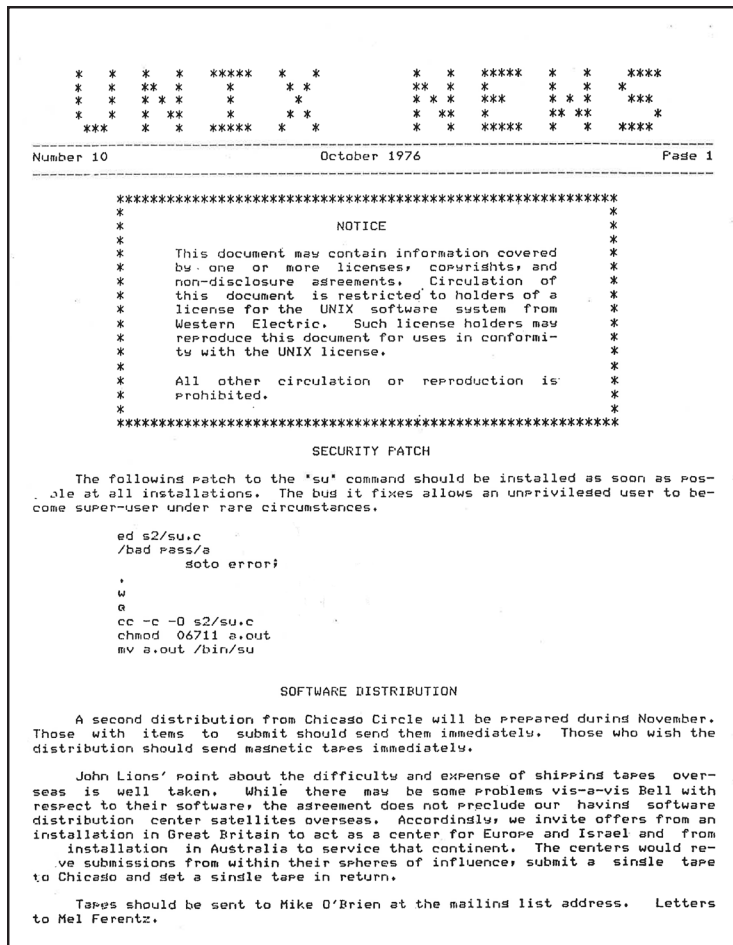 UNIX NEWS
Number 10 October 1976 Page 1
NOTICE
This document may contain information covered
by one or more licenses, copyrights, and
non-disclosure agreements. Circulation of
this document is restricted to holders of a
license for the UNIX software system from
Western Electric. Such license holders may
reproduce this document for uses in conformi-
ty with the UNIX license.
All other circulation or reproduction is
prohibited.
SECURITY PATCH
The following patch to the "su" command should be installed as soon as pos-
ble at all installations. The bug it fixes allows an unprivileged user to be-
come super-user under rare circumstances.
ed s2/su.c
/bad pass/a
goto error;
.
w
q
cc -c -O s2/su.c
chmod 06711 a.out
mv a.out /bin/su
SOFTWARE DISTRIBUTION
A second distribution from Chicago Circle will be prepared during November.
Those with items to submit should send them immediately. Those who wish the
distribution should send magnetic tapes immediately.
John Lions' point about the difficulty and expense of shipping tapes over-
seas is well taken. While there may be some problems vis-a-vis Bell with
respect to their software, the agreement does not preclude our having software
distribution center satellites overseas. Accordingly, we invite offers from an
installation in Great Britain to act as a center for Europe and Israel and from
installation in Australia to service that continent. The centers would re-
ve submissions from within their spheres of influence, submit a single tape
to Chicago and get a single tape in return.
Tapes should be sent to Mike O'Brien at the mailing list address. Letters
to Mel Ferentz.